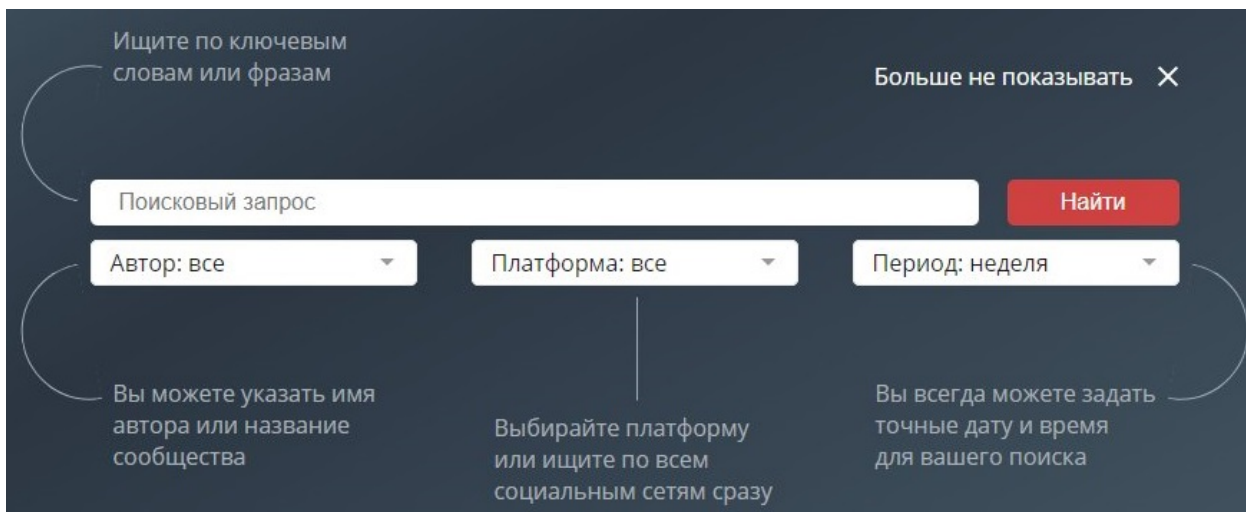 Ищите по ключевым
словам или фразам
Больше не показывать
Поисковый запрос
Найти
Автор: все
Платформа: все
Период: неделя
Вы можете указать имя
автора или название
сообщества
Выбирайте платформу
или ищите по всем
социальным сетям сразу
Вы всегда можете задать
точные дату и время
для вашего поиска